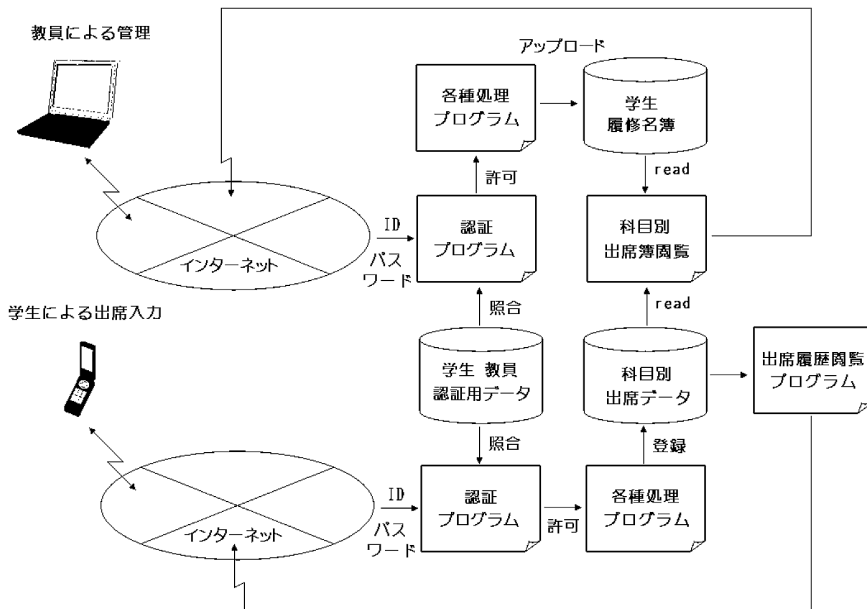 教員による管理
アップロード
各種処理
プログラム
学生
履修名簿
許可
read
ID
パス
ワード
認証
プログラム
科目別
出席簿閲覧
インターネット
照合
read
学生による出席入力
学生 教員
認証用データ
科目別
出席データ
出席履歴閲覧
プログラム
照合
登録
ID
パス
ワード
認証
プログラム
許可
各種処理
プログラム
インターネット